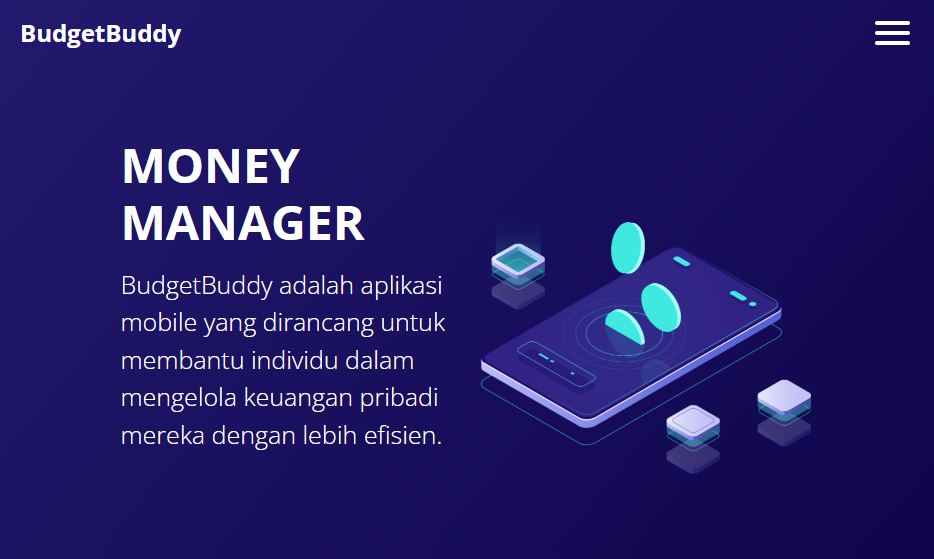 BudgetBuddy
MONEY
MANAGER
BudgetBuddy adalah aplikasi
mobile yang dirancang untuk
membantu individu dalam
mengelola keuangan pribadi
mereka dengan lebih efisien.